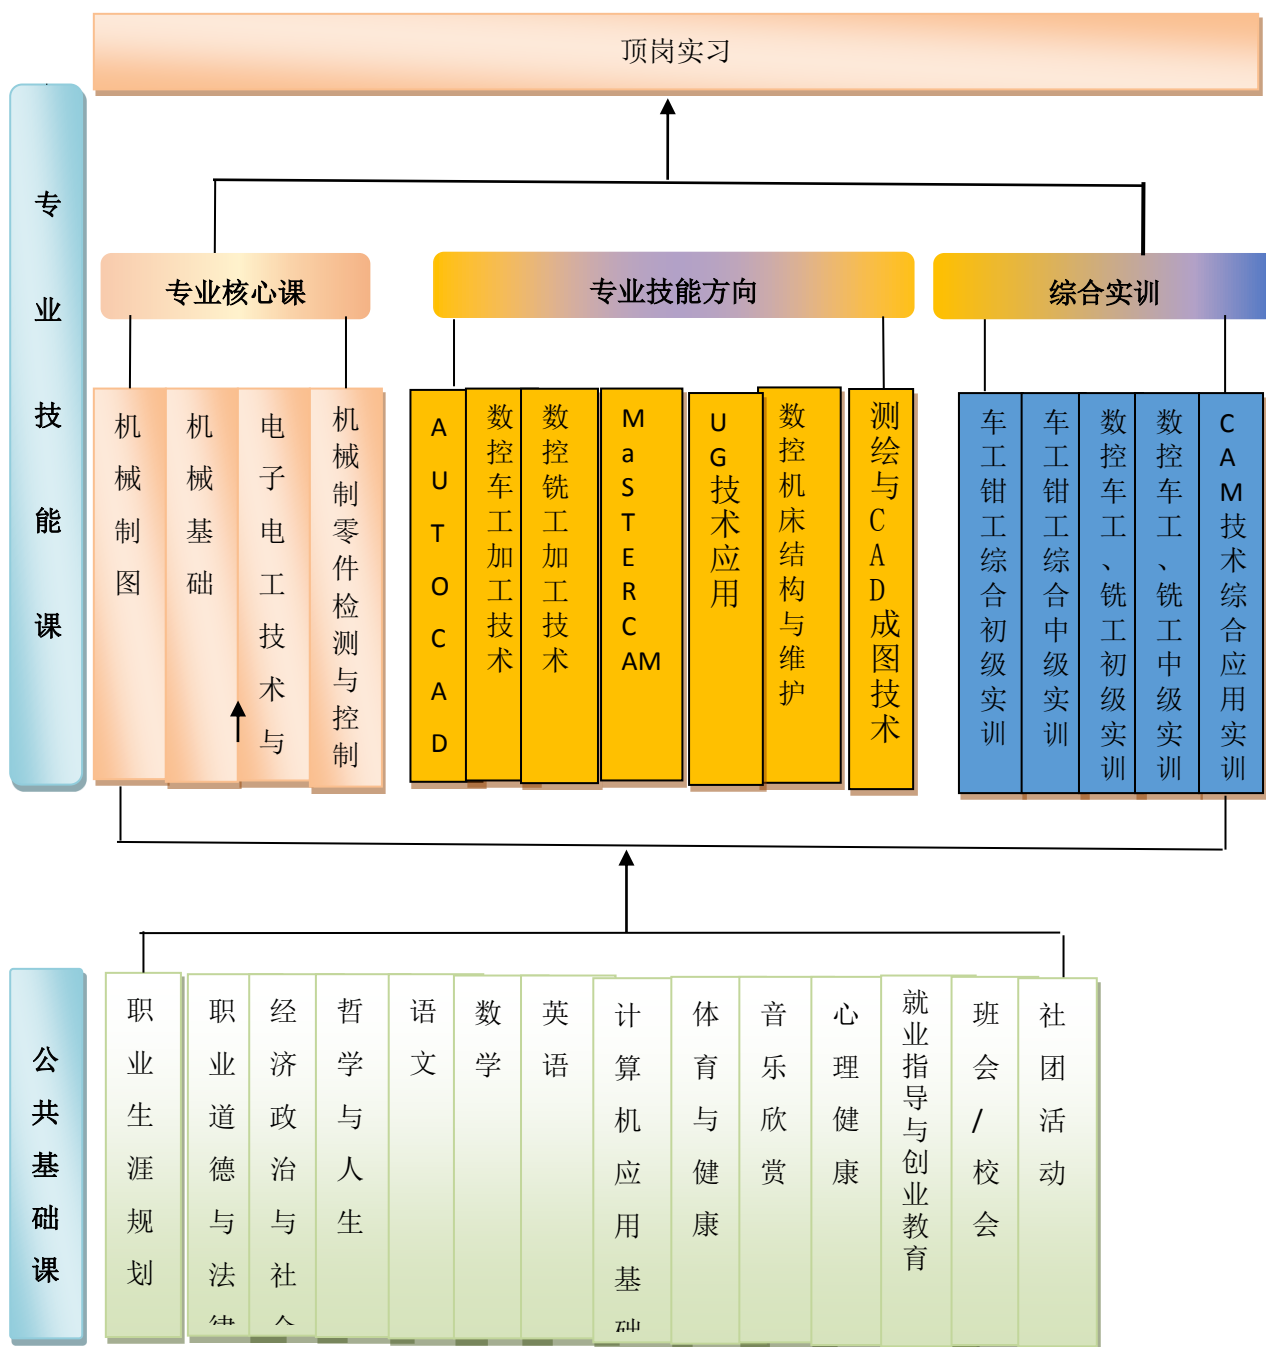 顶岗实习
专业技能课
专业核心课
专业技能方向
综合实训
机械制图
机械基础
电子电工技术与
机械制零件检测与控制
AUTOCAD
数控车工加工技术
数控铣工加工技术
MaSTERCAM
UG技术应用
数控机床结构与维护
测绘与CAD成图技术
车工钳工综合初级实训
车工钳工综合中级实训
数控车工、铣工初级实训
数控车工、铣工中级实训
CAM技术综合应用实训
公共基础课
职业生涯规划
职业道德与法律
经济政治与社会
哲学与人生
语文
数学
英语
计算机应用基础
体育与健康
音乐欣赏
心理健康
就业指导与创业教育
班会/校会
社团活动